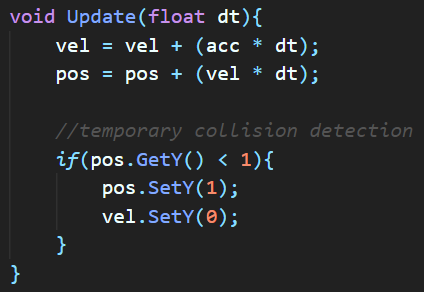 void Update(float dt){
    vel = vel + (acc * dt);
    pos = pos + (vel * dt);

    //temporary collision detection
    if(pos.GetY() < 1){
        pos.SetY(1);
        vel.SetY(0);
    }
}